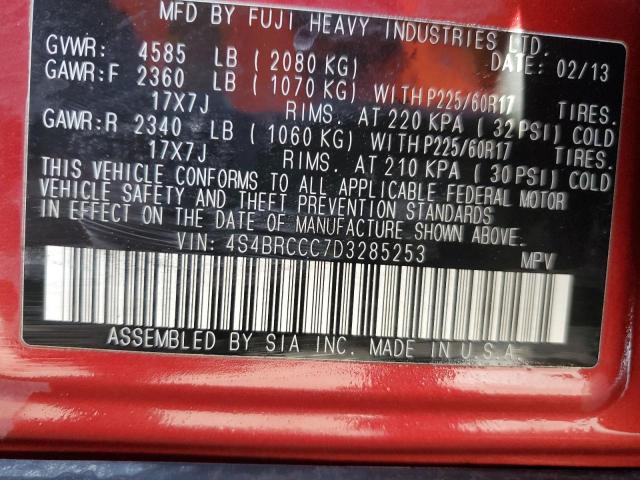 MFD BY FUJI HEAVY INDUSTRIES LTD.
GVWR: 4585 LB ( 2080 KG) DATE: 02/13
GAWR:F 2360 LB ( 1070 KG) WITH P225/60R17 TIRES.
17X7J RIMS. AT 220 KPA ( 32 PSI) COLD
GAWR:R 2340 LB ( 1060 KG) WITH P225/60R17 TIRES.
17X7J RIMS. AT 210 KPA ( 30 PSI) COLD
THIS VEHICLE CONFORMS TO ALL APPLICABLE FEDERAL MOTOR
VEHICLE SAFETY AND THEFT PREVENTION STANDARDS
IN EFFECT ON THE DATE OF MANUFACTURE SHOWN ABOVE.
VIN: 4S4BRCCC7D3285253 MPV
ASSEMBLED BY SIA INC. MADE IN U.S.A.